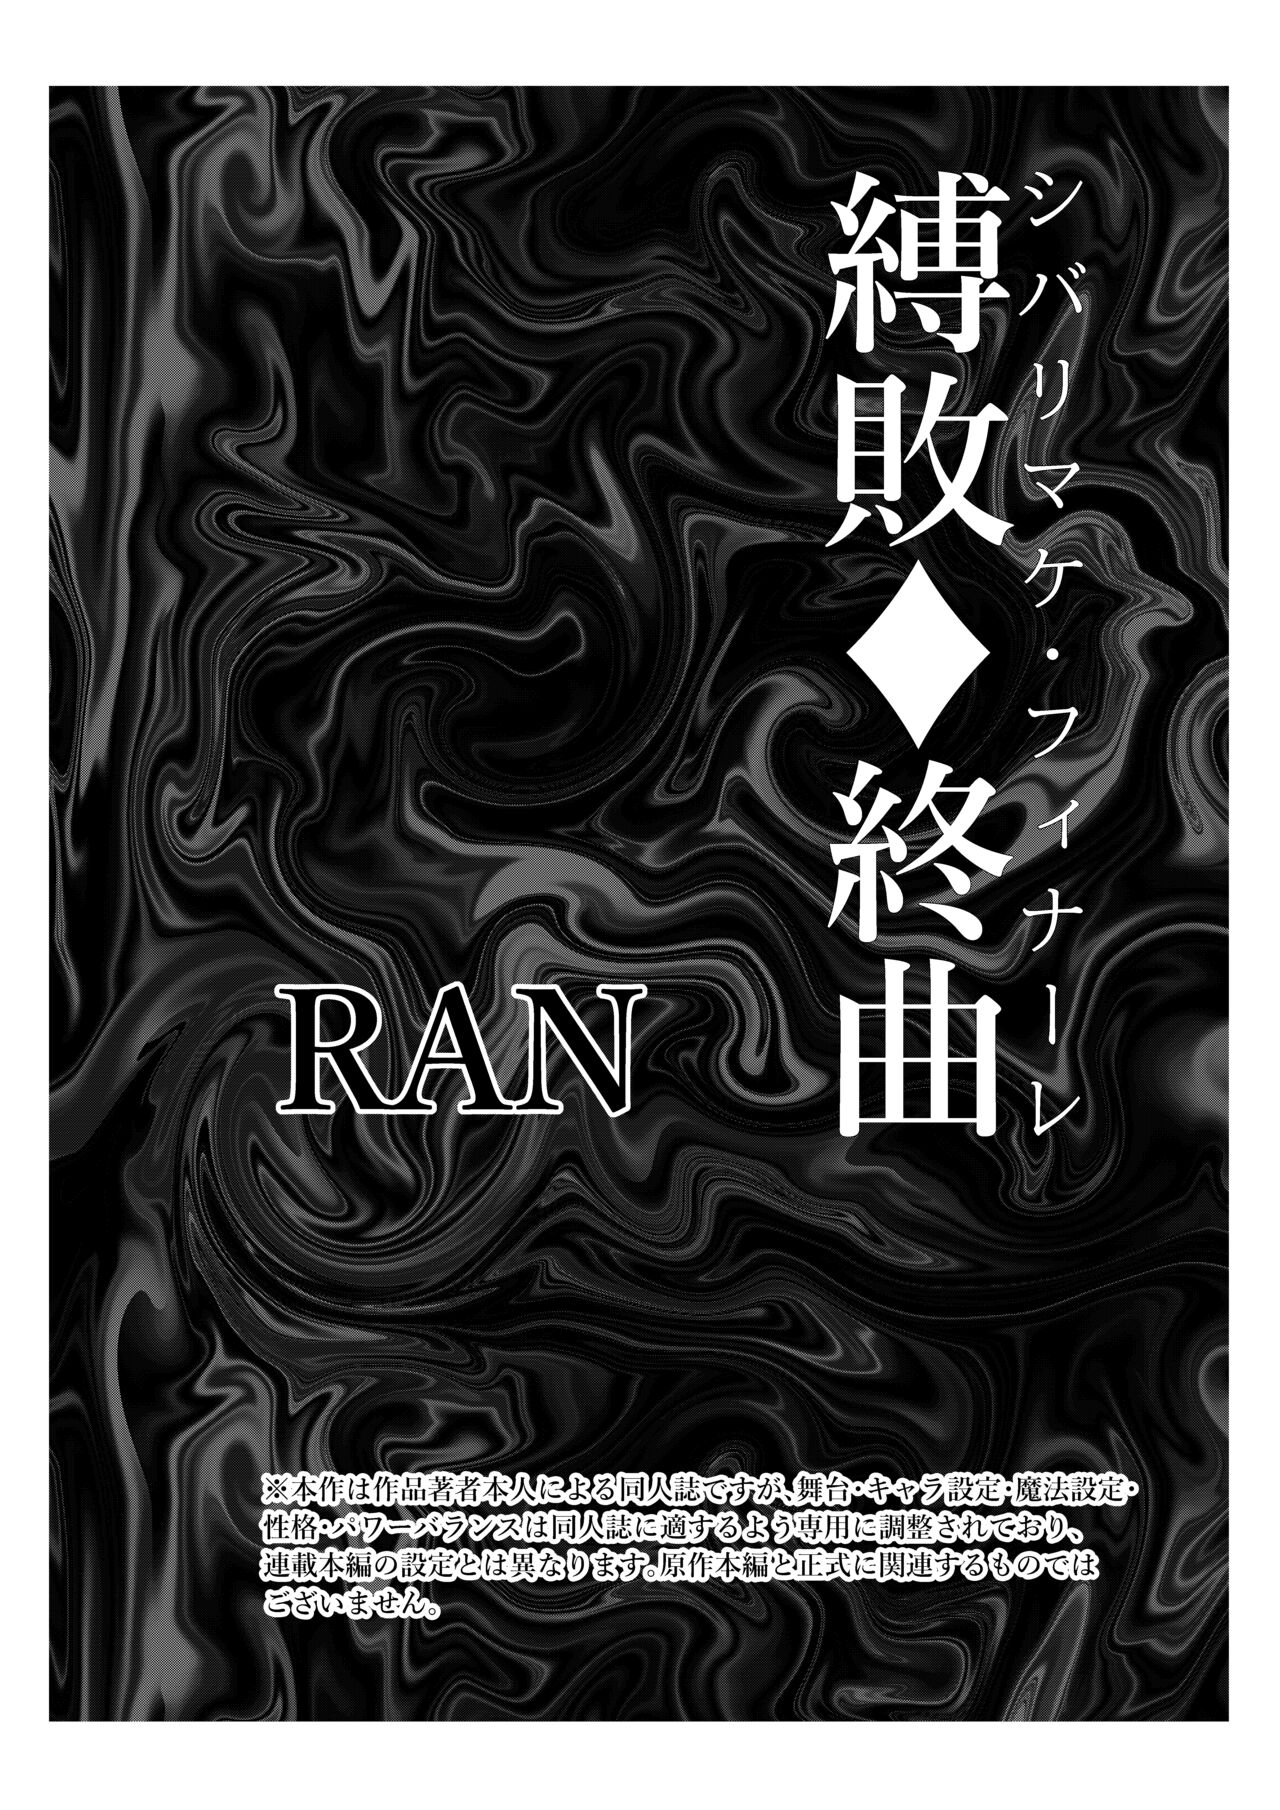 シバリマケ・フィナーレ
縛敗♦終曲
RAN
※本作は作品著者本人による同人誌ですが、舞台・キャラ設定・魔法設定・
性格・パワーバランスは同人誌に適するよう専用に調整されており、
連載本編の設定とは異なります。原作本編と正式に関連するものでは
ございません。